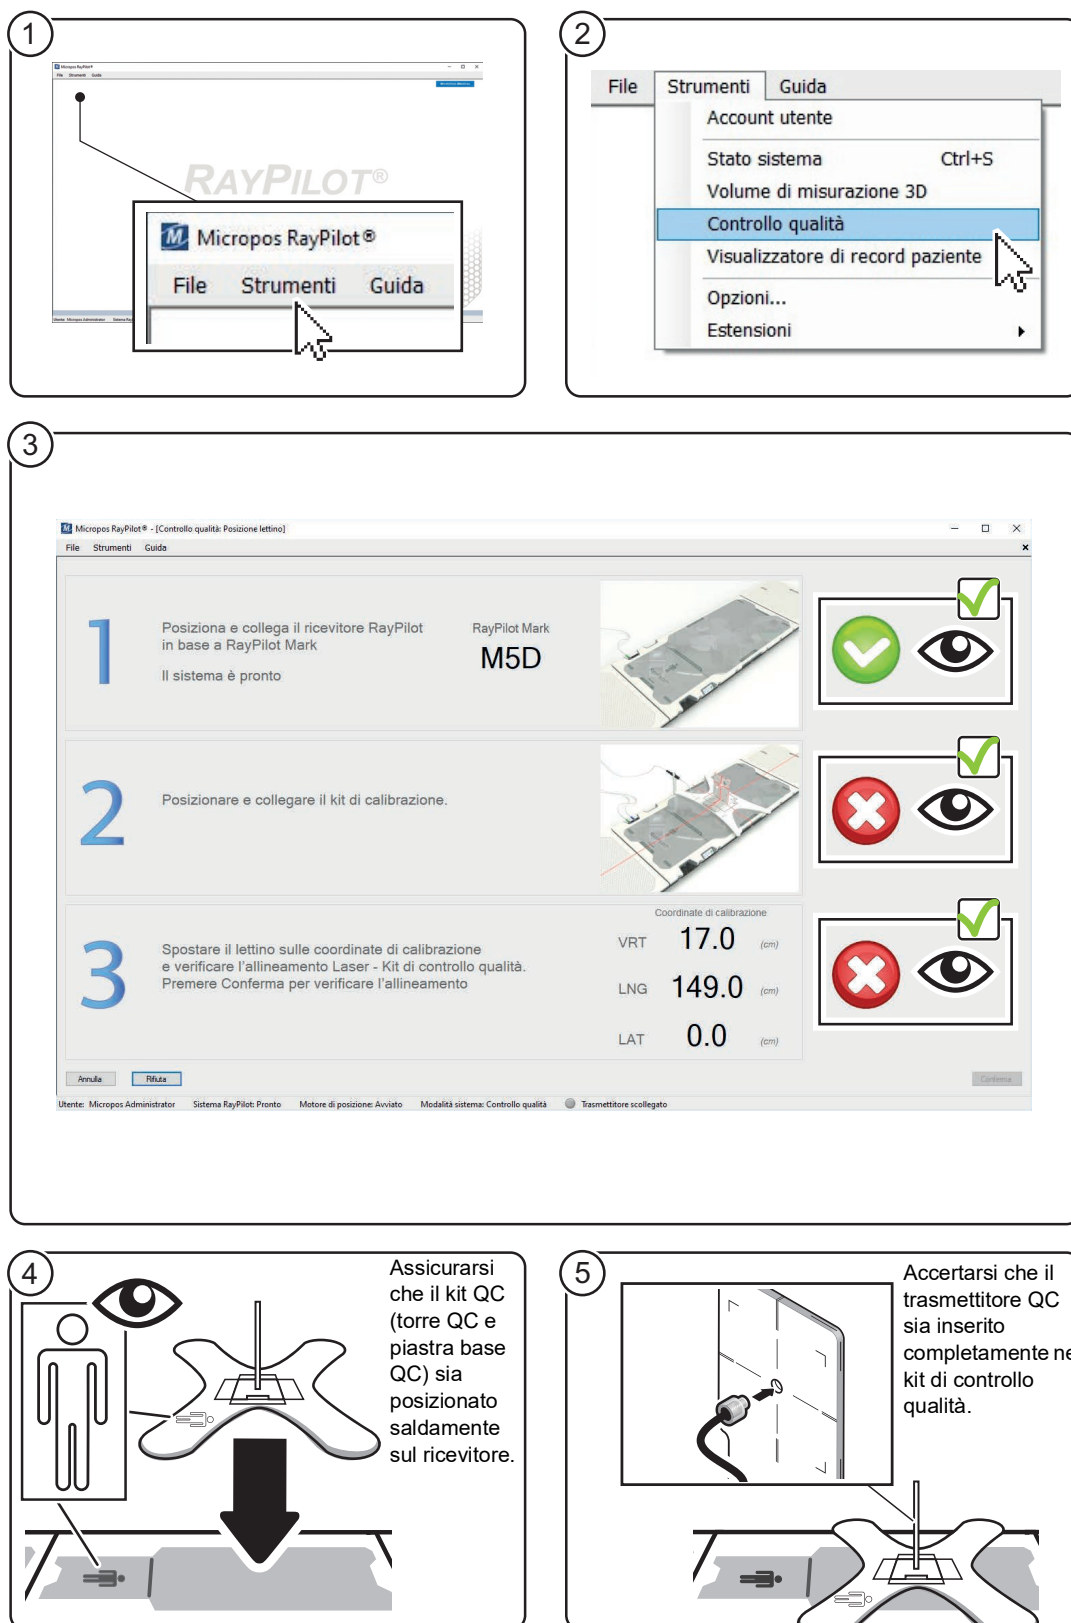 1
Micropos RayPilot®
File Strumenti Guida
RAYPILOT®
Micropos RayPilot®
File Strumenti Guida
2
File Strumenti Guida
Account utente
Stato sistema Ctrl+S
Volume di misurazione 3D
Controllo qualità
Visualizzatore di record paziente
Opzioni...
Estensioni
3
Micropos RayPilot® - [Controllo qualità: Posizione lettino]
File Strumenti Guida
1
Posiziona e collega il ricevitore RayPilot
in base a RayPilot Mark
Il sistema è pronto
RayPilot Mark
M5D
2
Posizionare e collegare il kit di calibrazione.
3
Spostare il lettino sulle coordinate di calibrazione
e verificare l'allineamento Laser - Kit di controllo qualità.
Premere Conferma per verificare l'allineamento
Coordinate di calibrazione
VRT 17.0 (cm)
LNG 149.0 (cm)
LAT 0.0 (cm)
Annulla Rifiuta Conferma
Utente: Micropos Administrator Sistema RayPilot: Pronto Motore di posizione: Avviato Modalità sistema: Controllo qualità Trasmettitore scollegato
4
Assicurarsi
che il kit QC
(torre QC e
piastra base
QC) sia
posizionato
saldamente
sul ricevitore.
5
Accertarsi che il
trasmettitore QC
sia inserito
completamente ne
kit di controllo
qualità.